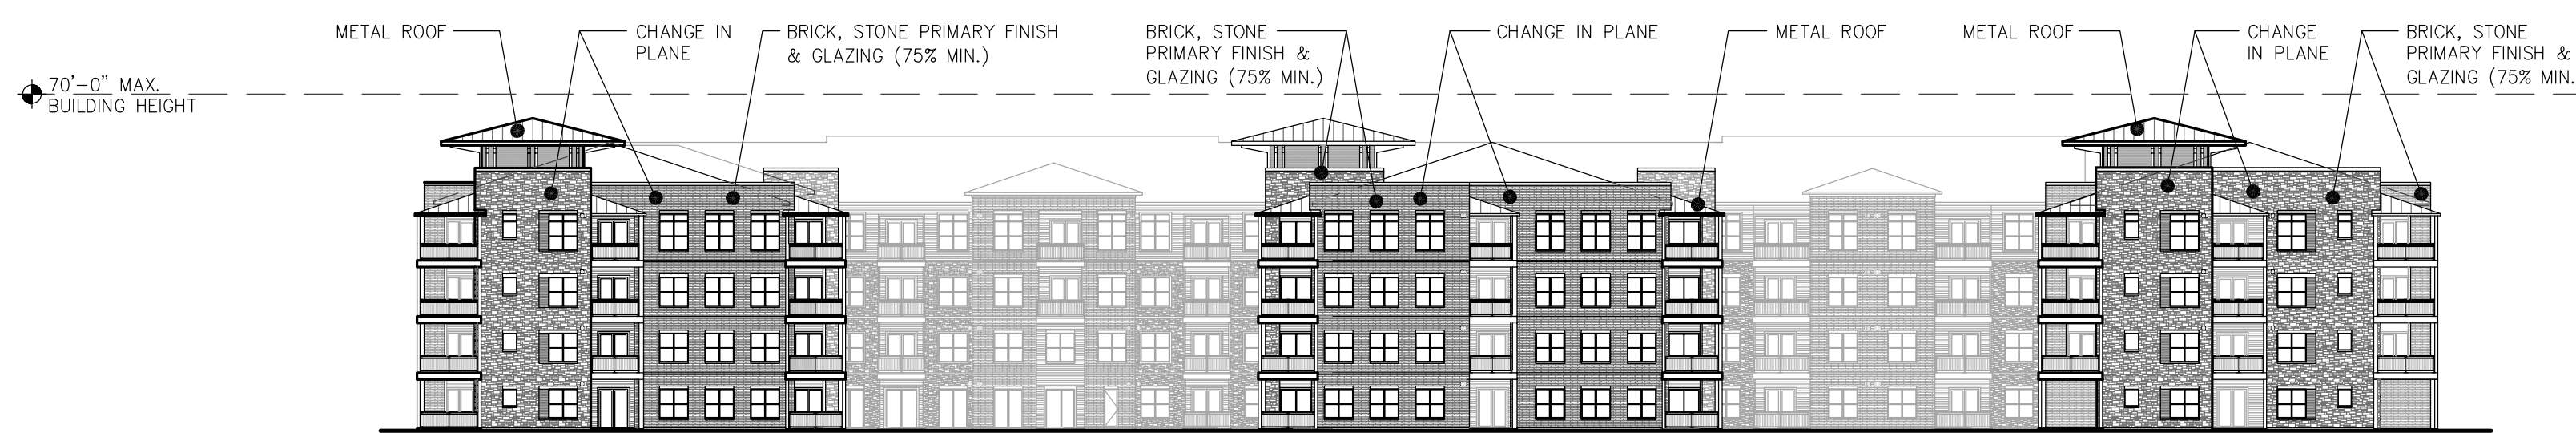 METAL ROOF
CHANGE IN
PLANE
BRICK, STONE PRIMARY FINISH
& GLAZING (75% MIN.)
BRICK, STONE
PRIMARY FINISH &
GLAZING (75% MIN.)
CHANGE IN PLANE
METAL ROOF
METAL ROOF
CHANGE
IN PLANE
BRICK, STONE
PRIMARY FINISH &
GLAZING (75% MIN.
70'-0" MAX.
BUILDING HEIGHT